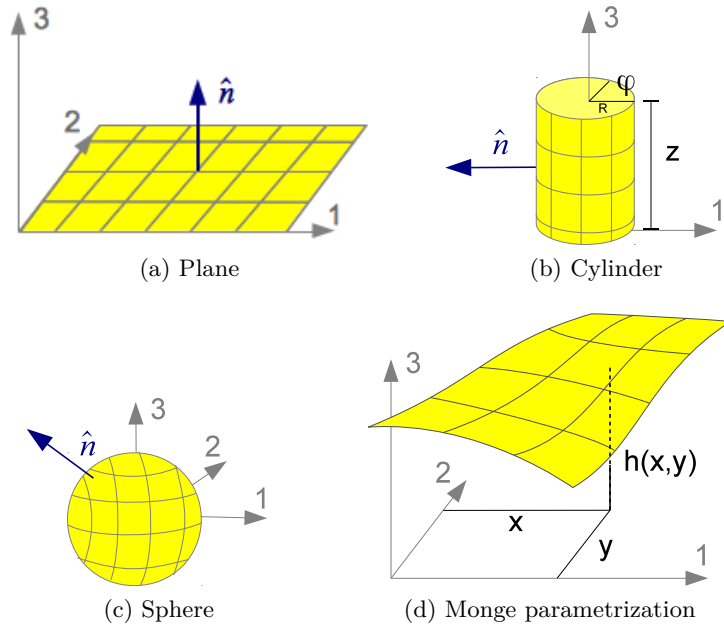 3
n̂
2
1
(a) Plane
3
φ
R
n̂
z
1
(b) Cylinder
3
n̂
2
1
(c) Sphere
3
h(x,y)
2
x
y
1
(d) Monge parametrization